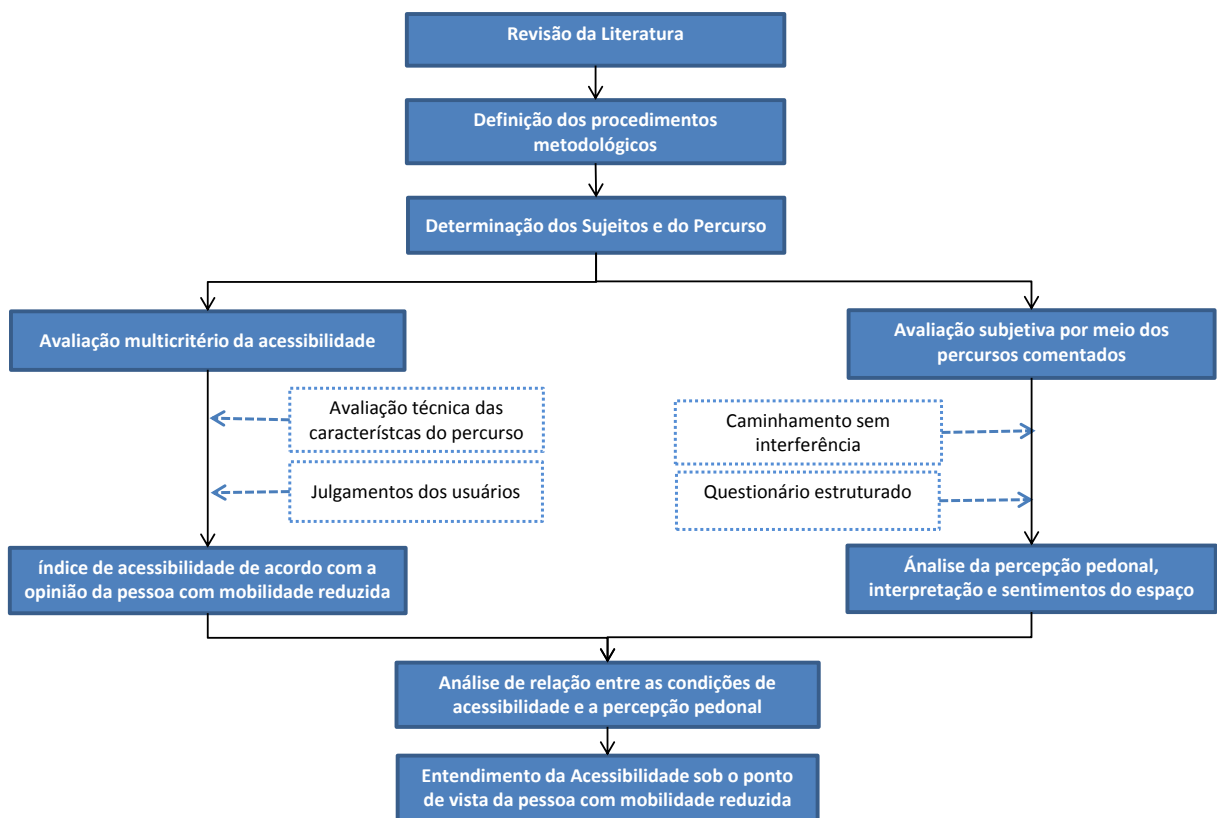 Revisão da Literatura
Definição dos procedimentos
metodológicos
Determinação dos Sujeitos e do Percurso
Avaliação multicritério da acessibilidade
Avaliação subjetiva por meio dos
percursos comentados
Avaliação técnica das
característcas do percurso
Caminhamento sem
interferência
Julgamentos dos usuários
Questionário estruturado
índice de acessibilidade de acordo com a
opinião da pessoa com mobilidade reduzida
Ánalise da percepção pedonal,
interpretação e sentimentos do espaço
Análise de relação entre as condições de
acessibilidade e a percepção pedonal
Entendimento da Acessibilidade sob o ponto
de vista da pessoa com mobilidade reduzida